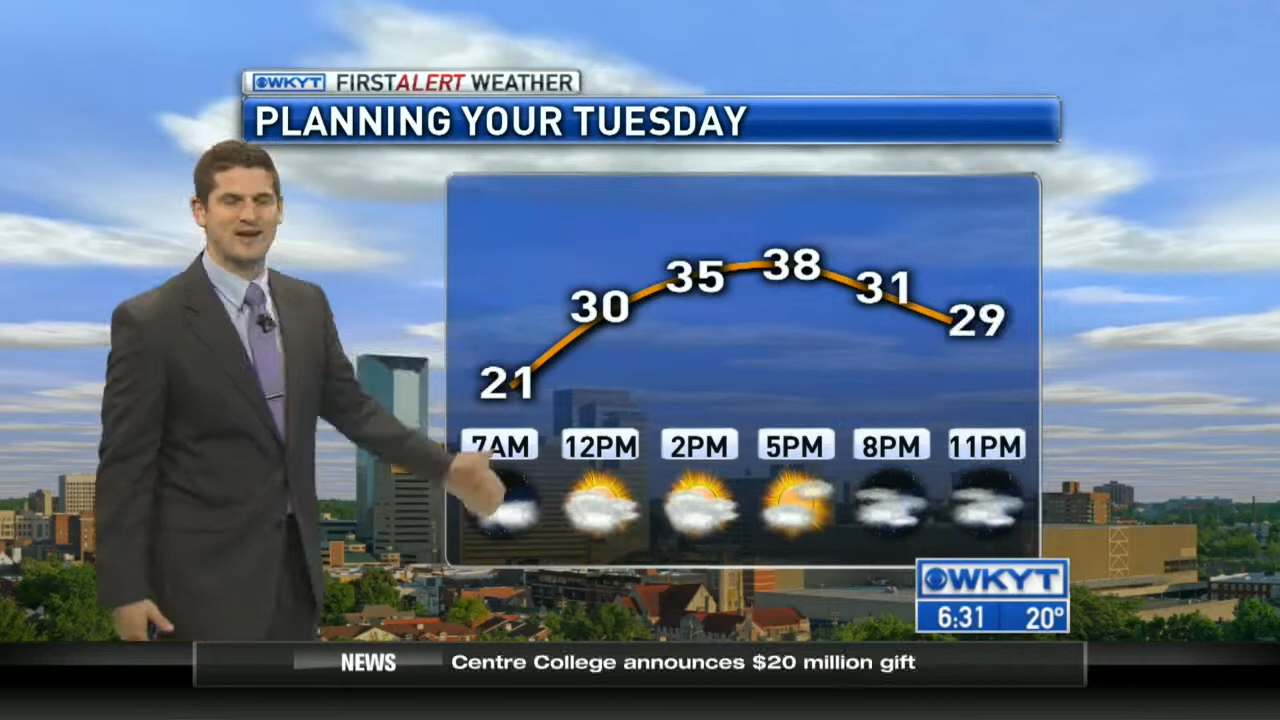 WKYT FIRSTALERT WEATHER
PLANNING YOUR TUESDAY
21 30 35 38 31 29
7AM 12PM 2PM 5PM 8PM 11PM
WKYT
6:31 20°
NEWS Centre College announces $20 million gift